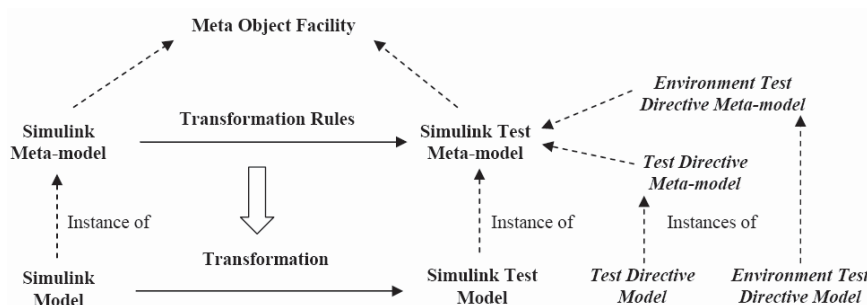 Meta Object Facility
Environment Test
Directive Meta-model
Transformation Rules
Simulink
Meta-model
Simulink Test
Meta-model
Test Directive
Meta-model
Instance of
Instance of
Instances of
Transformation
Simulink
Model
Simulink Test
Model
Test Directive
Model
Environment Test
Directive Model